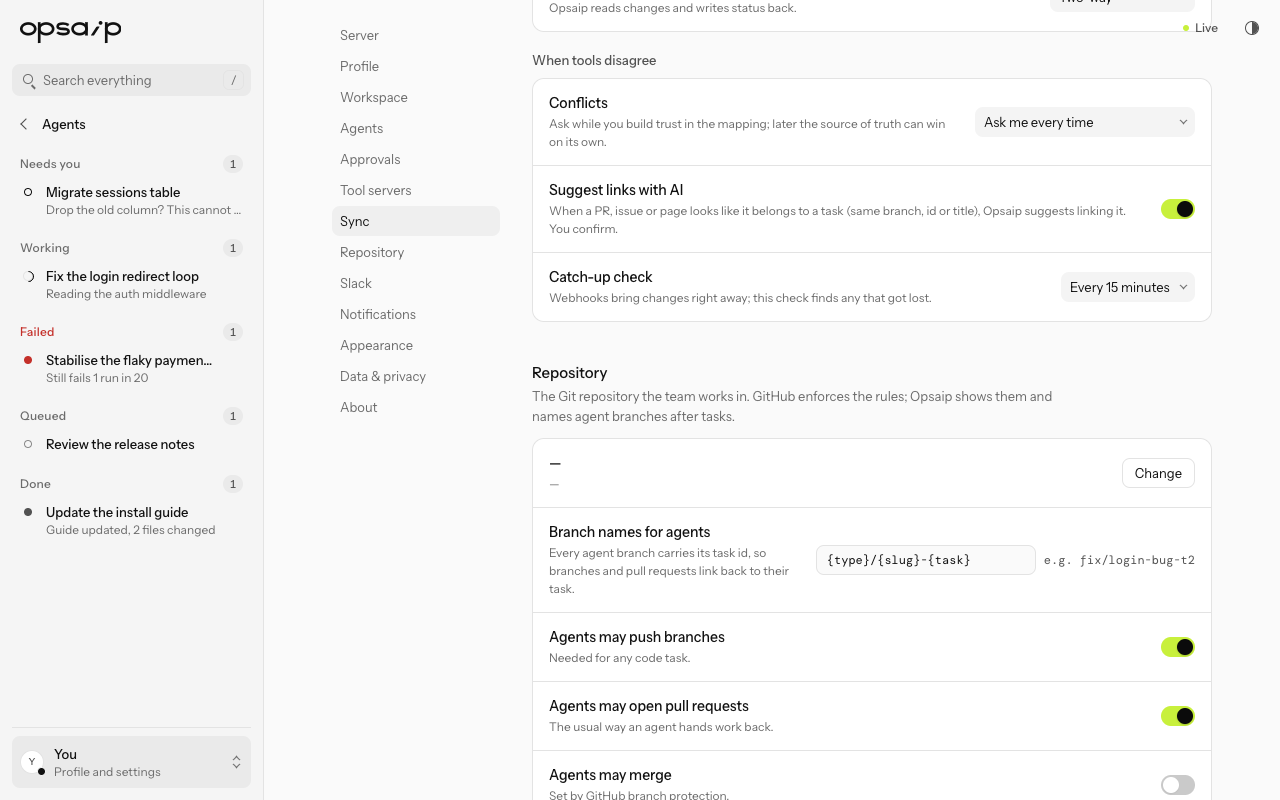 opsaip
Search everything
/
Agents
Needs you
1
Migrate sessions table
Drop the old column? This cannot ...
Working
1
Fix the login redirect loop
Reading the auth middleware
Failed
1
Stabilise the flaky paymen...
Still fails 1 run in 20
Queued
1
Review the release notes
Done
1
Update the install guide
Guide updated, 2 files changed
Y
You
Profile and settings
Server
Profile
Workspace
Agents
Approvals
Tool servers
Sync
Repository
Slack
Notifications
Appearance
Data & privacy
About
Live
Opsaip reads changes and writes status back.
Two-way
When tools disagree
Conflicts
Ask while you build trust in the mapping; later the source of truth can win
on its own.
Ask me every time
Suggest links with AI
When a PR, issue or page looks like it belongs to a task (same branch, id or title), Opsaip suggests linking it.
You confirm.
Catch-up check
Webhooks bring changes right away; this check finds any that got lost.
Every 15 minutes
Repository
The Git repository the team works in. GitHub enforces the rules; Opsaip shows them and
names agent branches after tasks.
—
—
Change
Branch names for agents
Every agent branch carries its task id, so
branches and pull requests link back to their
task.
{type}/{slug}-{task}
e.g. fix/login-bug-t2
Agents may push branches
Needed for any code task.
Agents may open pull requests
The usual way an agent hands work back.
Agents may merge
Set by GitHub branch protection.